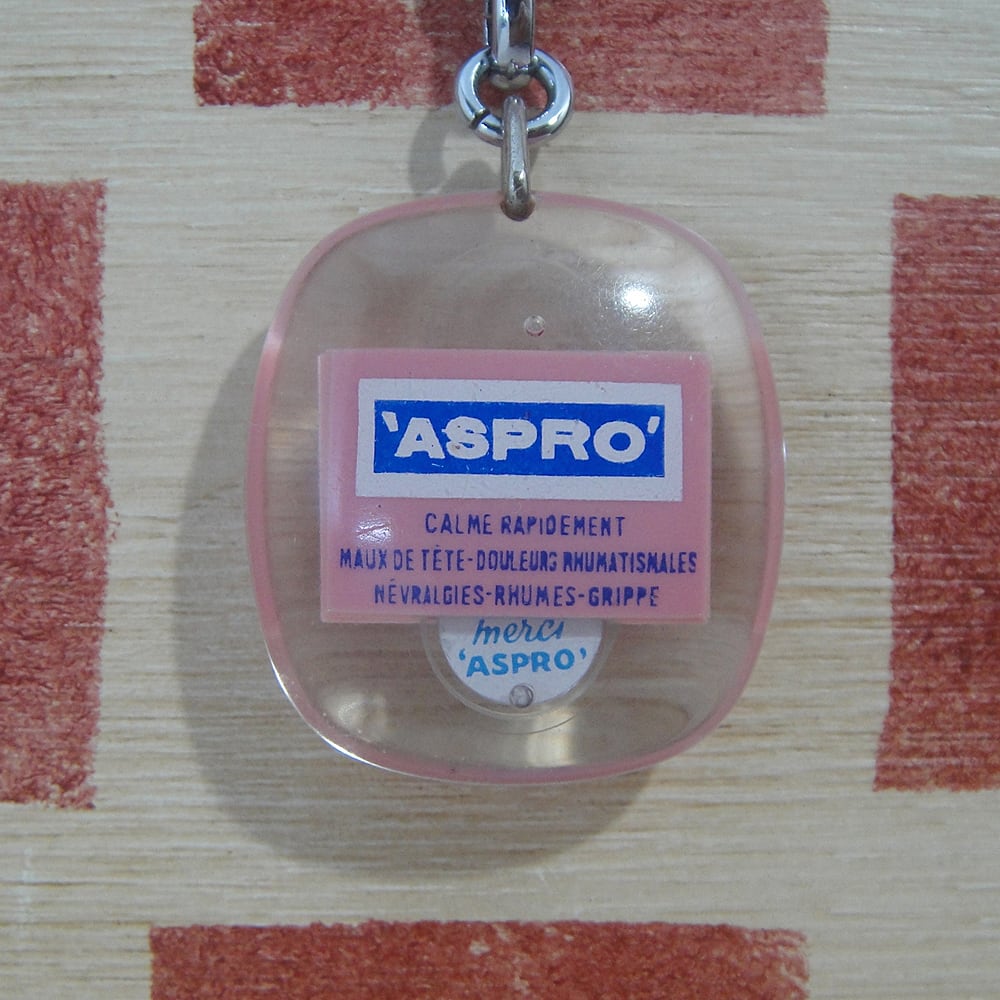 'ASPRO'
CALME RAPIDEMENT
MAUX DE TÊTE-DOULEURS RHUMATISMALES
NÉVRALGIES-RHUMES-GRIPPE
merci
'ASPRO'